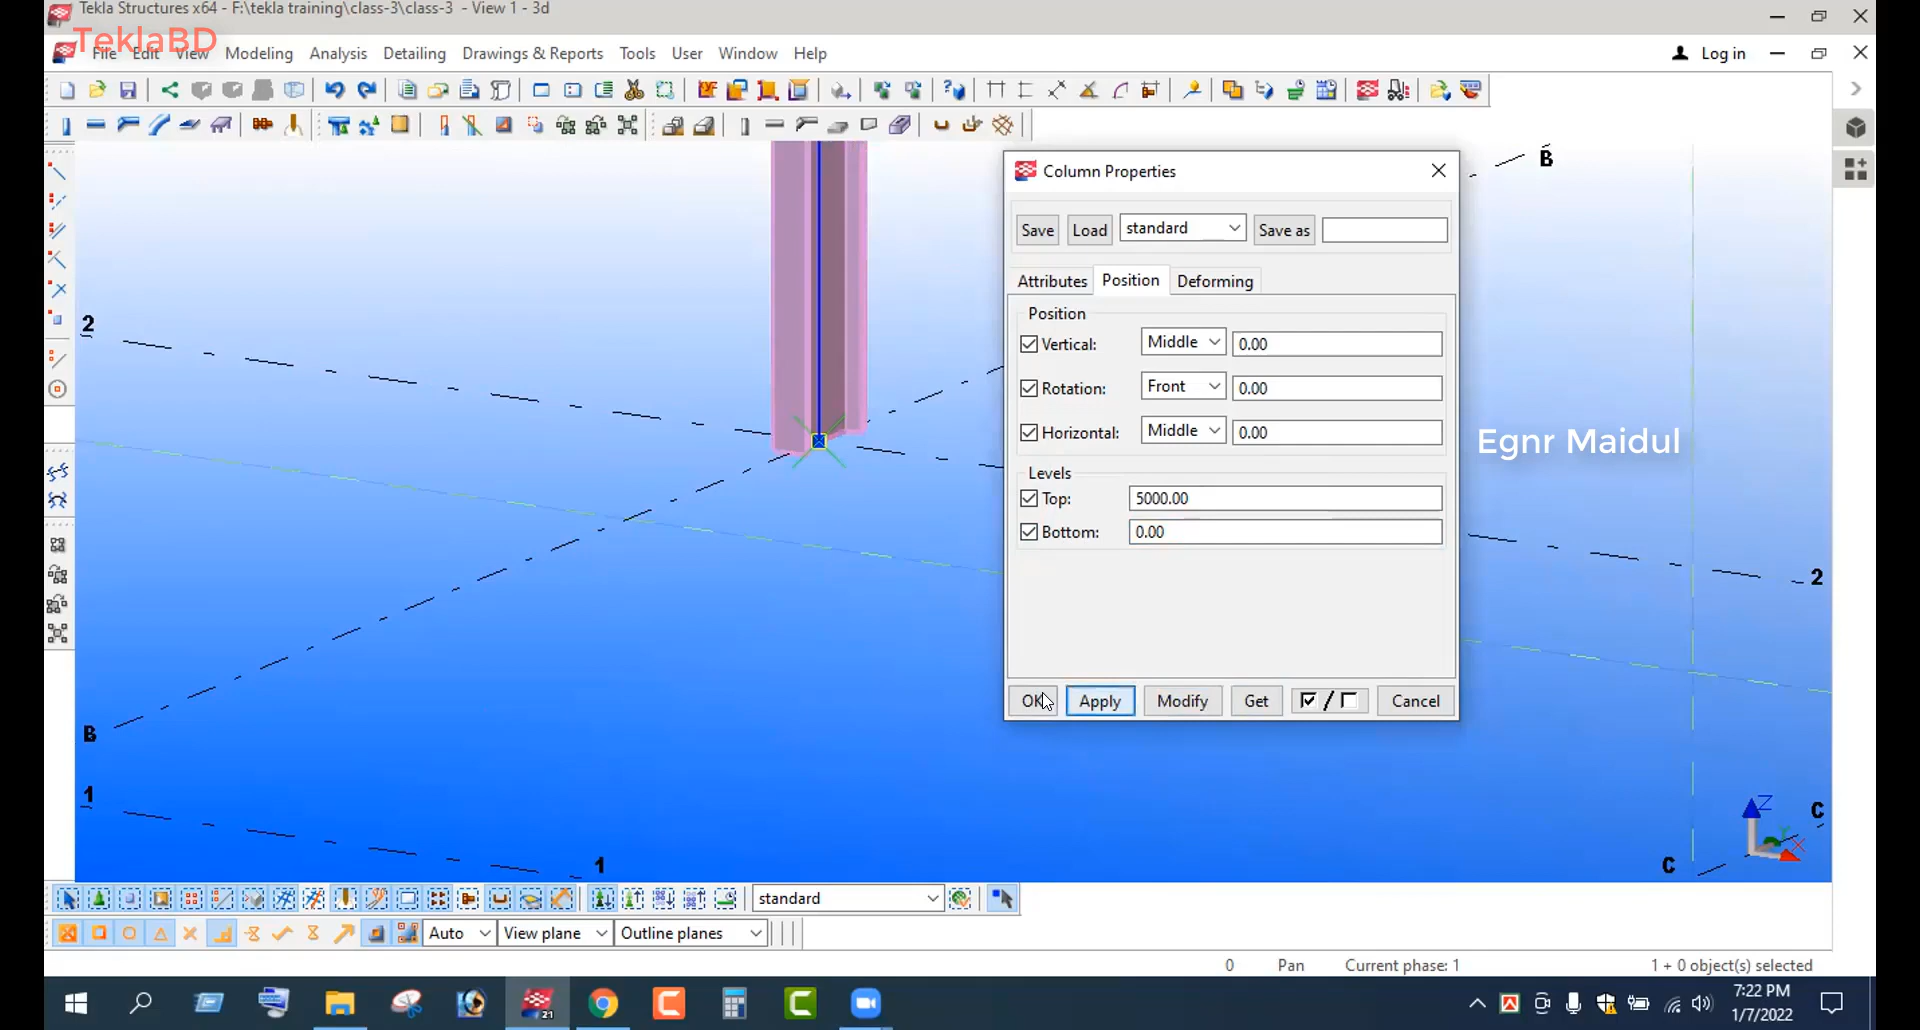 Tekla Structures x64 - F:\tekla training\class-3\class-3 - View 1 - 3d
TeklaBD
File Edit View Modeling Analysis Detailing Drawings & Reports Tools User Window Help
Log in
Column Properties
Save Load standard Save as
Attributes Position Deforming
Position
Vertical: Middle 0.00
Rotation: Front 0.00
Horizontal: Middle 0.00
Levels
Top: 5000.00
Bottom: 0.00
OK Apply Modify Get / Cancel
Egnr Maidul
B
2
2
B
1
1
C
C
Z
Y
X
standard
Auto View plane Outline planes
0 Pan Current phase: 1 1 + 0 object(s) selected
21
7:22 PM
1/7/2022